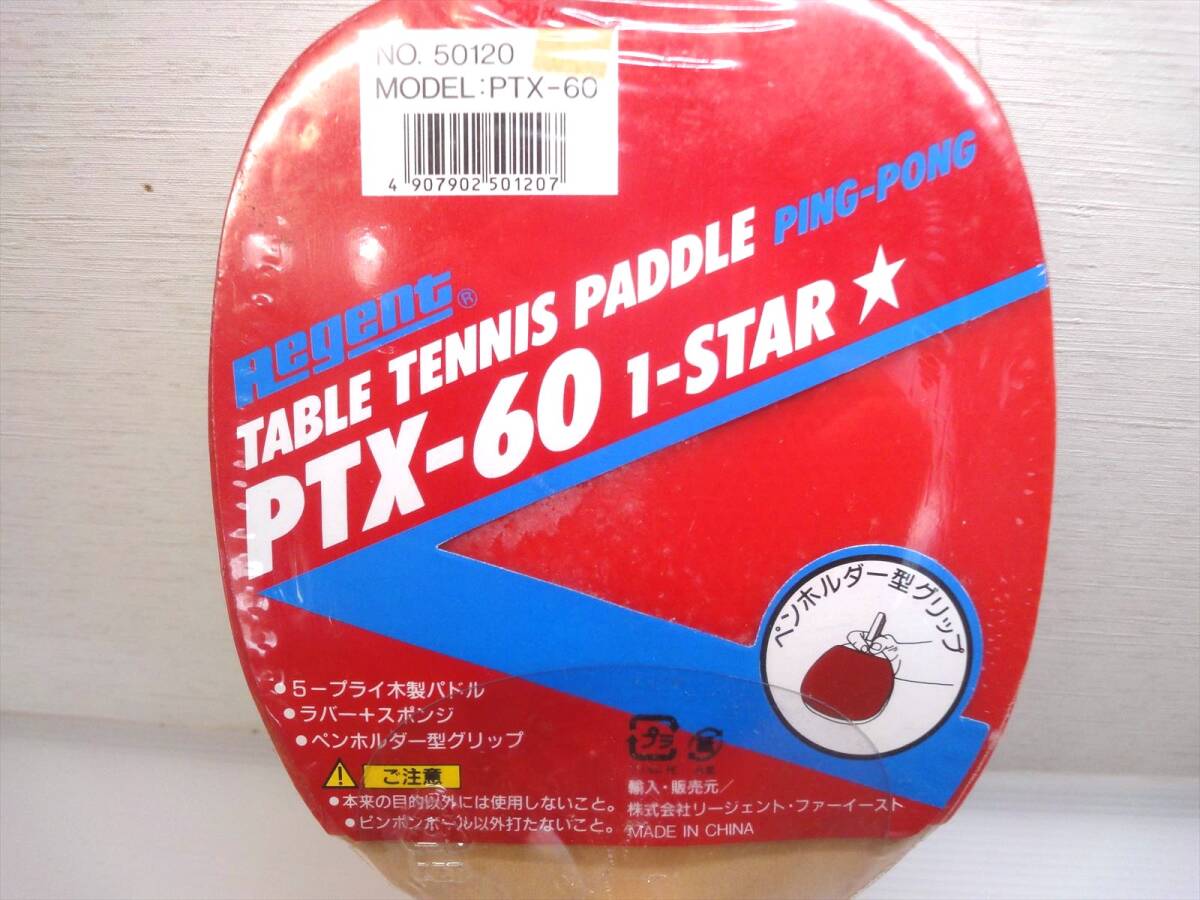 NO. 50120
MODEL:PTX-60
4 907902 501207
Regent®
TABLE TENNIS PADDLE PING-PONG
PTX-60 1-STAR ★
ペンホルダー型グリップ
●5-プライ木製パドル
●ラバー+スポンジ
●ペンホルダー型グリップ
ご注意
●本来の目的以外には使用しないこと。
●ピンポンボール以外打たないこと。
プラ
輸入・販売元/
株式会社リージェント・ファーイースト
MADE IN CHINA